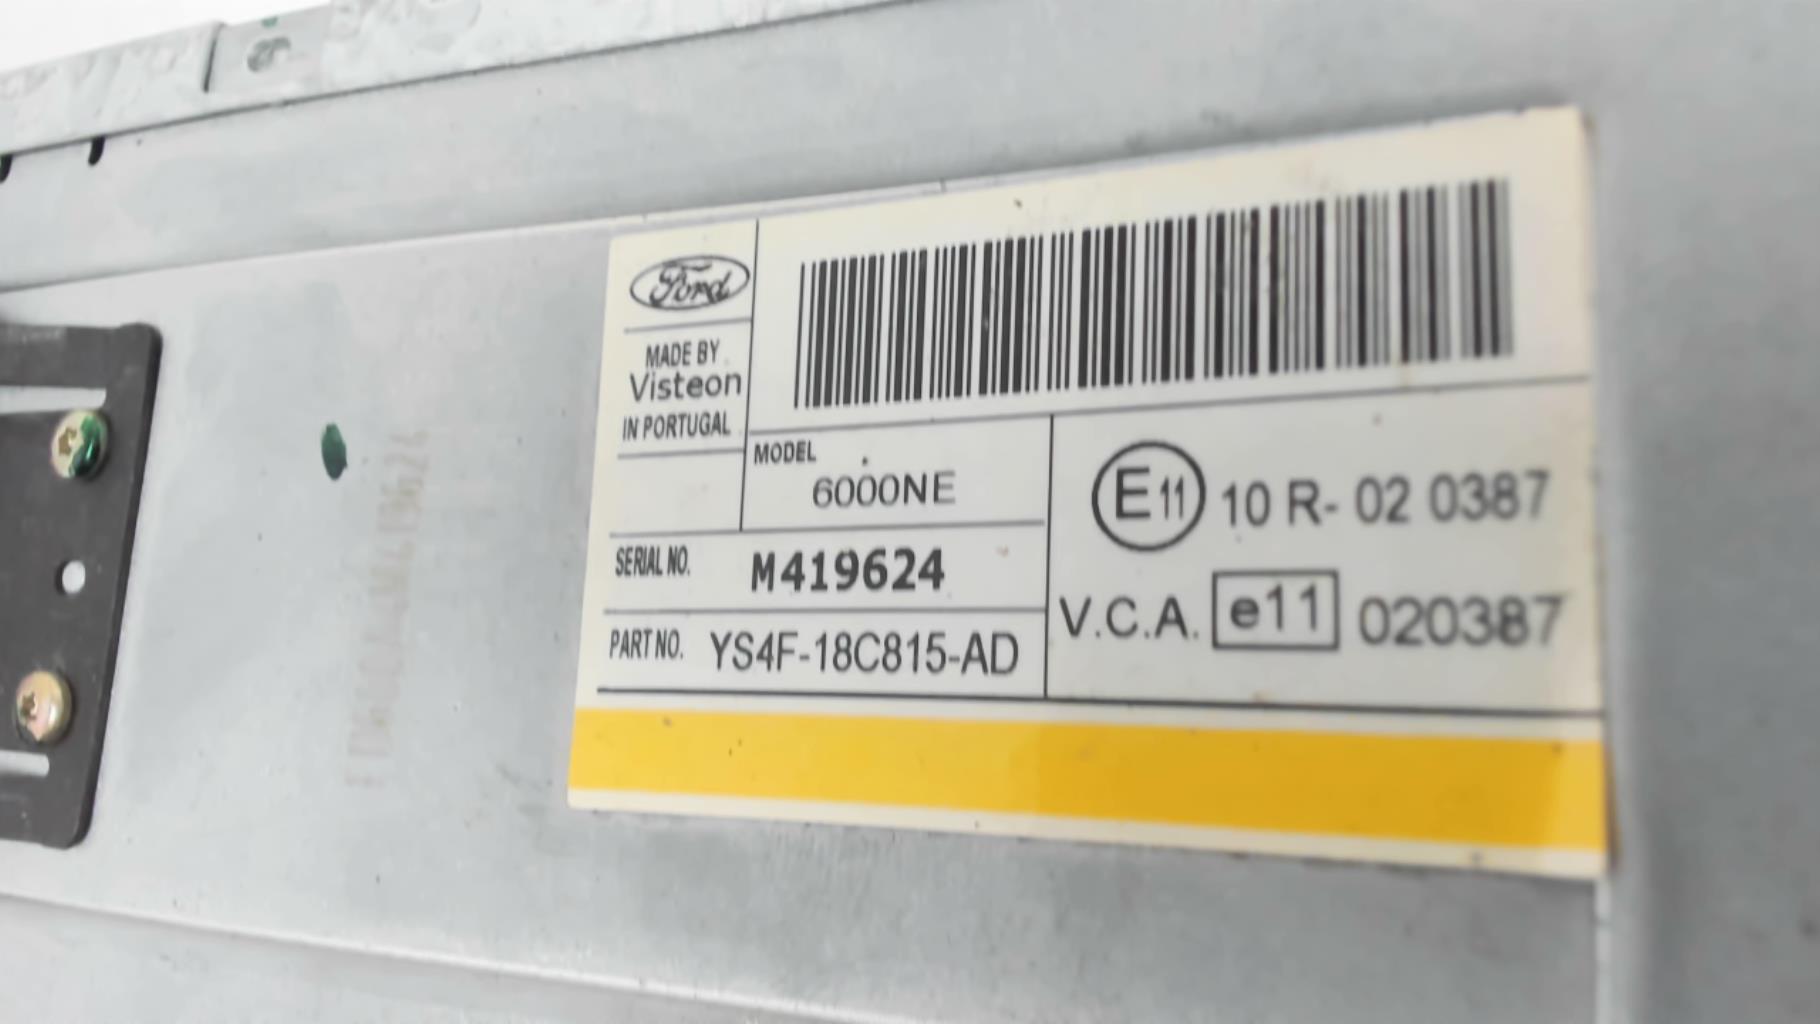 Ford
MADE BY
Visteon
IN PORTUGAL
MODEL
6000NE
SERIAL NO. M419624
PART NO. YS4F-18C815-AD
E11 10 R- 02 0387
V.C.A. e11 020387